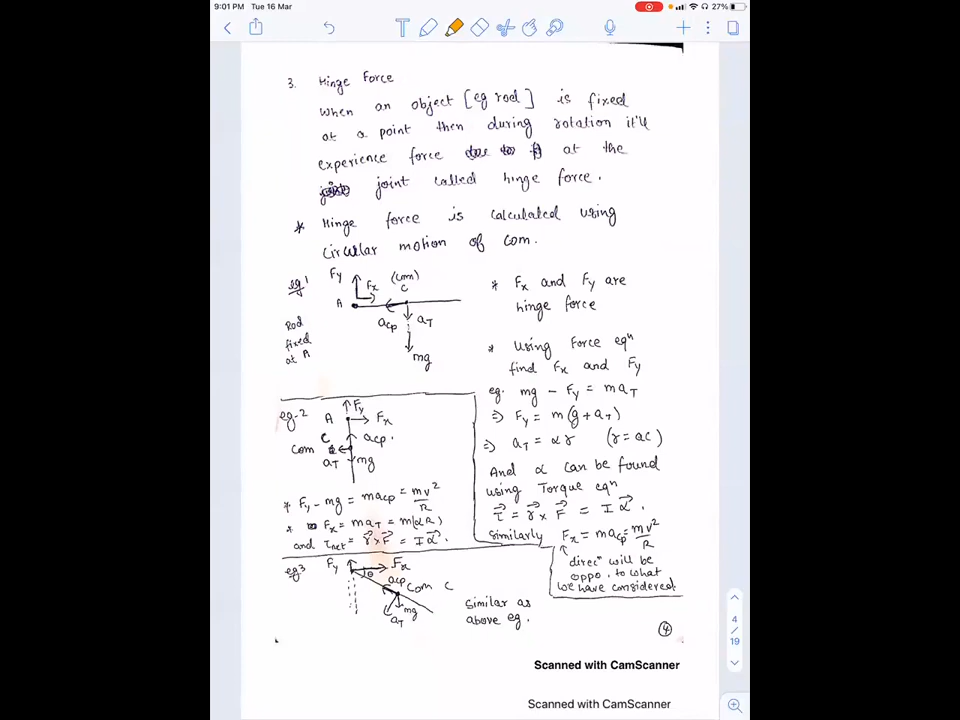 9:01 PM Tue 16 Mar
27%
3. Hinge Force
When an object [eg rod] is fixed
at a point then during rotation it'll
experience force at the
joint called hinge force.
* Hinge force is calculated using
circular motion of com.
eg1
Fy
Fx
(com)
C
A
acp
aT
mg
Rod
fixed
at A
* Fx and Fy are
hinge force
* Using Force eqⁿ
find Fx and Fy
eg. mg - Fy = maT
⇒ Fy = m(g + aT)
⇒ aT = αr (r = AC)
And α can be found
using Torque eqⁿ
τ⃗ = r⃗ × F⃗ = I α⃗.
Similarly Fx = macp = mv²/R
↑ direcⁿ will be
oppo. to what
we have considered
eg-2
Fy
A
Fx
C
acp.
com
aT
mg
* Fy - mg = macp = mv²/R
* Fx = maT = m(αR)
and τnet = r⃗ × F⃗ = I α⃗.
eg3
Fy
Fx
θ
acp
com C
mg
aT
Similar as
above eg.
4
4
/
19
Scanned with CamScanner
Scanned with CamScanner